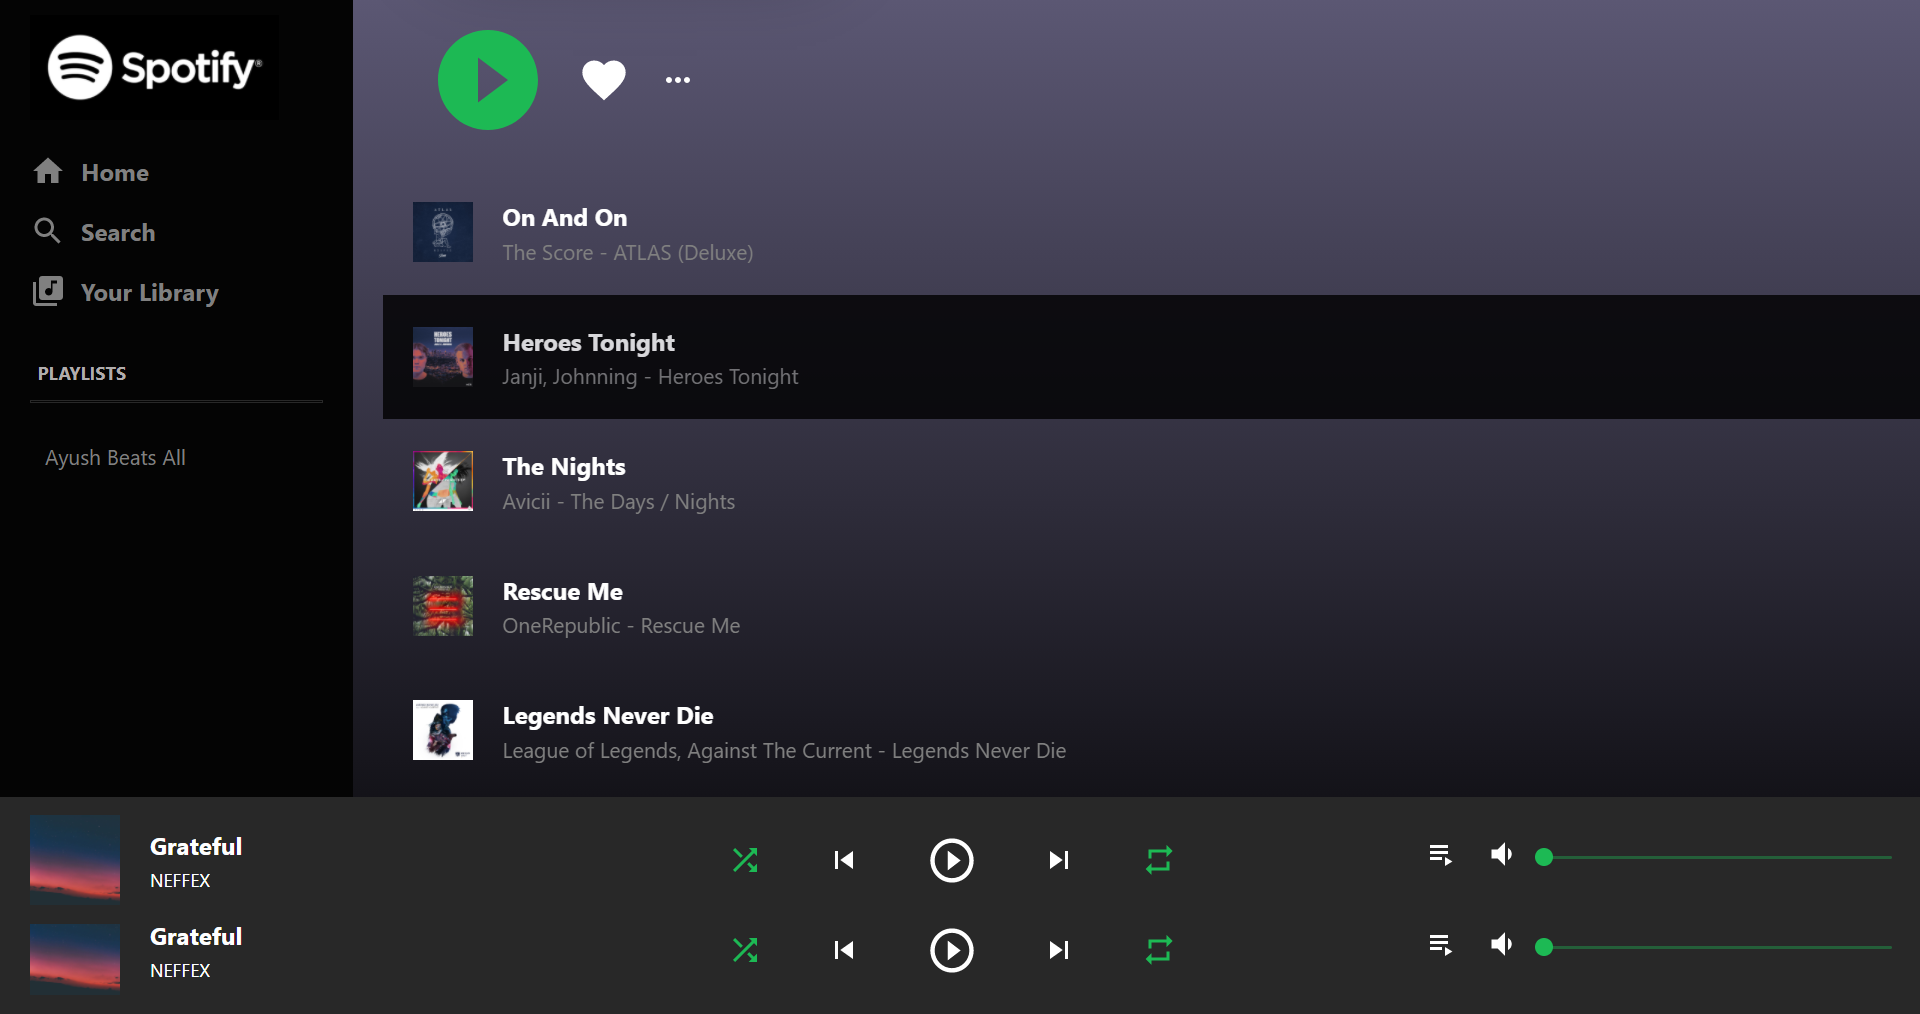 Spotify®
Home
Search
Your Library
PLAYLISTS
Ayush Beats All
On And On
The Score - ATLAS (Deluxe)
HEROES
TONIGHT
Heroes Tonight
Janji, Johnning - Heroes Tonight
The Nights
Avicii - The Days / Nights
Rescue Me
OneRepublic - Rescue Me
Legends Never Die
League of Legends, Against The Current - Legends Never Die
Grateful
NEFFEX
Grateful
NEFFEX